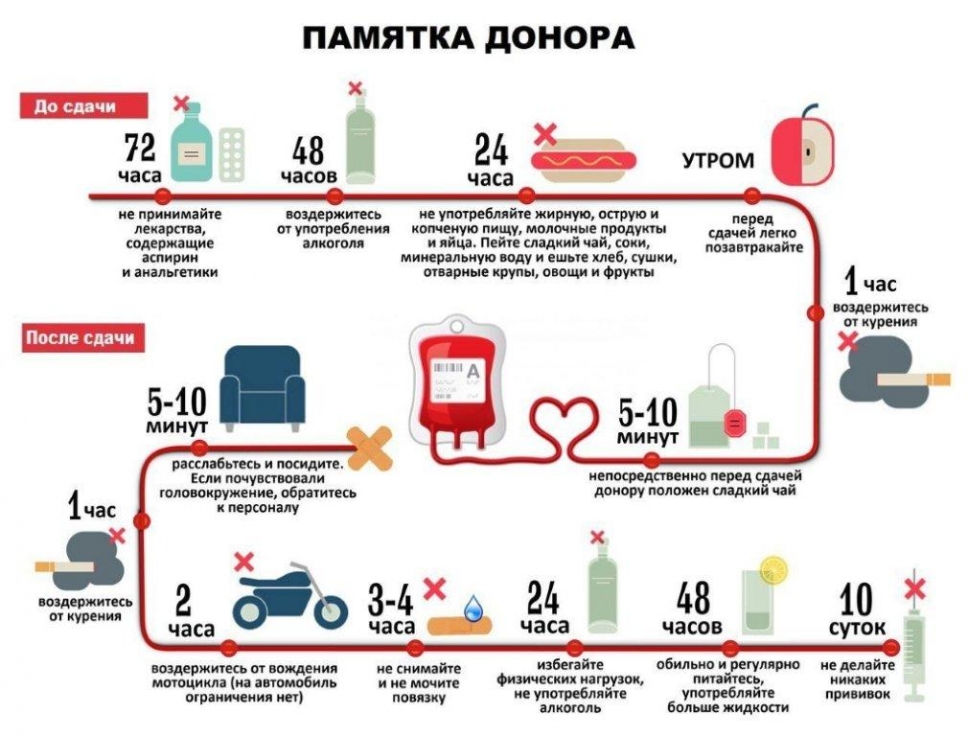 ПАМЯТКА ДОНОРА
До сдачи
72
часа
не принимайте
лекарства,
содержащие
аспирин
и анальгетики
48
часов
воздержитесь
от употребления
алкоголя
24
часа
не употребляйте жирную, острую и
копченую пищу, молочные продукты
и яйца. Пейте сладкий чай, соки,
минеральную воду и ешьте хлеб, сушки,
отварные крупы, овощи и фрукты
УТРОМ
перед
сдачей легко
позавтракайте
1 час
воздержитесь
от курения
5-10
минут
непосредственно перед сдачей
донору положен сладкий чай
A
После сдачи
5-10
минут
расслабьтесь и посидите.
Если почувствовали
головокружение, обратитесь
к персоналу
1 час
воздержитесь
от курения
2
часа
воздержитесь от вождения
мотоцикла (на автомобиль
ограничения нет)
3-4
часа
не снимайте
и не мочите
повязку
24
часа
избегайте
физических нагрузок,
не употребляйте
алкоголь
48
часов
обильно и регулярно
питайтесь,
употребляйте
больше жидкости
10
суток
не делайте
никаких
прививок